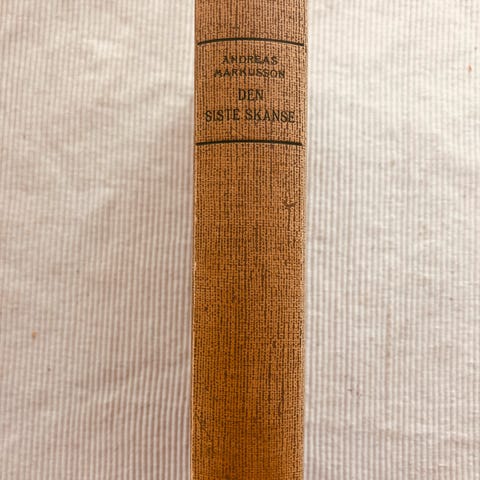 ANDREAS
MARKUSSON
DEN
SISTE SKANSE